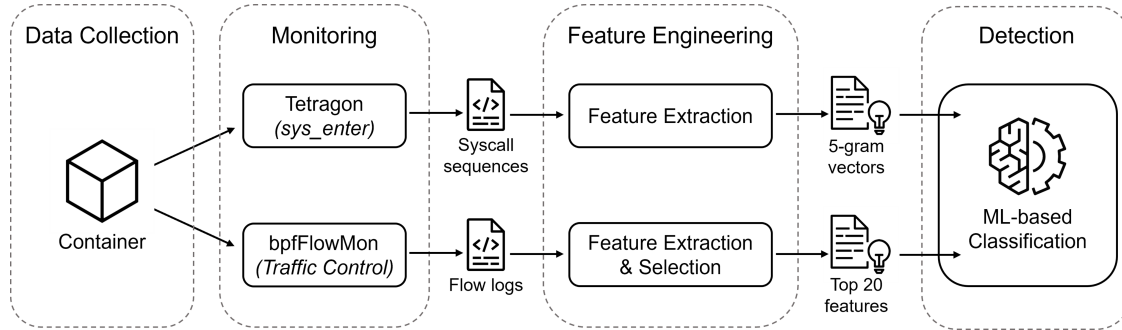 Data Collection
Monitoring
Feature Engineering
Detection
Container
Tetragon
(sys_enter)
</>
Syscall
sequences
Feature Extraction
5-gram
vectors
bpfFlowMon
(Traffic Control)
</>
Flow logs
Feature Extraction
& Selection
Top 20
features
ML-based
Classification